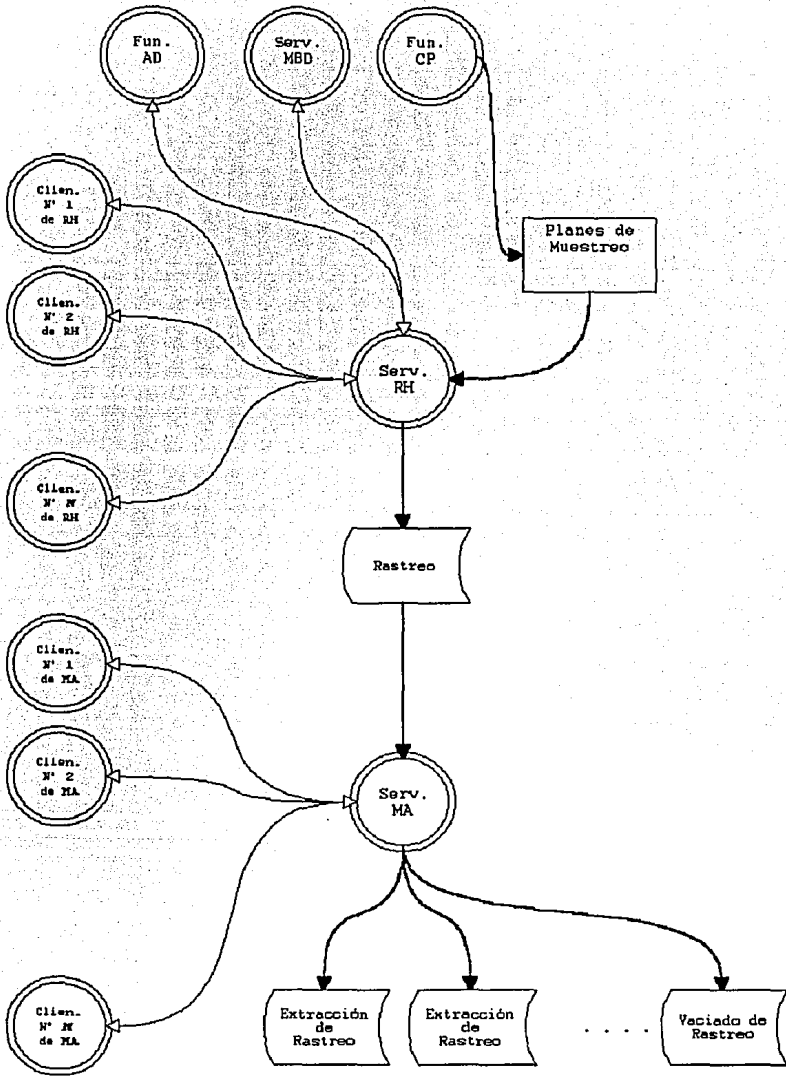 Fun.
AD
Serv.
MBD
Fun.
CP
Clien.
Nº 1
de RH
Planes de
Muestreo
Clien.
Nº 2
de RH
Serv.
RH
Clien.
Nº N
de RH
Rastreo
Clien.
Nº 1
de MA
Clien.
Nº 2
de MA
Serv.
MA
Clien.
Nº M
de MA
Extracción
de
Rastreo
Extracción
de
Rastreo
. . . .
Vaciado de
Rastreo